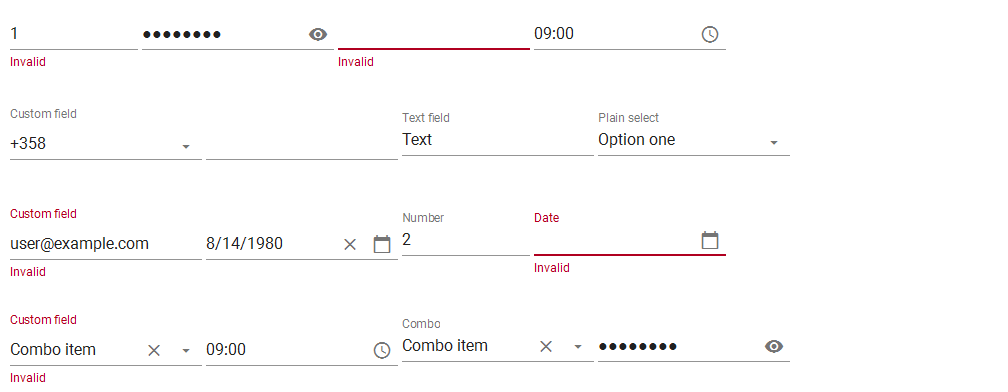 1 ●●●●●●●● 09:00
Invalid Invalid
Custom field Text field Plain select
+358 Text Option one
Custom field Number Date
user@example.com 8/14/1980 2
Invalid Invalid
Custom field Combo
Combo item 09:00 Combo item ●●●●●●●●
Invalid